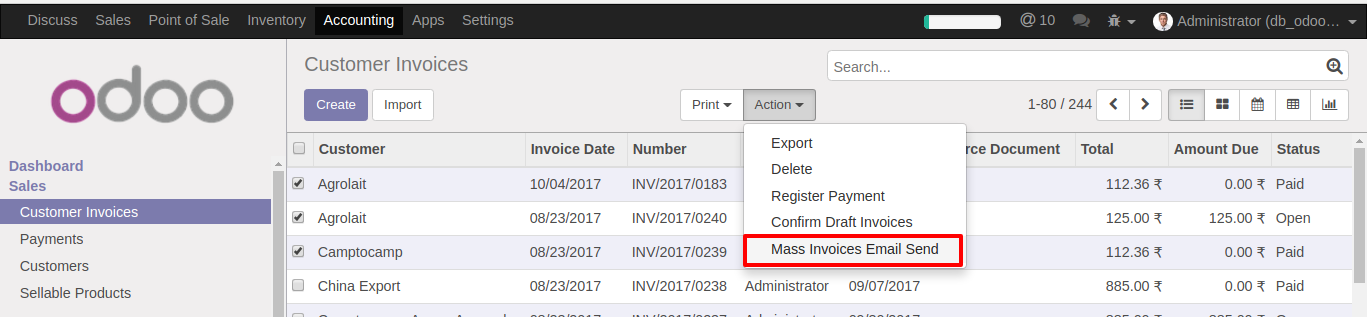 Discuss Sales Point of Sale Inventory Accounting Apps Settings @ 10 Administrator (db_odoo…
odoo
Customer Invoices
Search...
Create Import Print Action 1-80 / 244
Export
Delete
Register Payment
Confirm Draft Invoices
Mass Invoices Email Send
Dashboard
Sales
Customer Invoices
Payments
Customers
Sellable Products
Customer Invoice Date Number rce Document Total Amount Due Status
Agrolait 10/04/2017 INV/2017/0183 112.36 ₹ 0.00 ₹ Paid
Agrolait 08/23/2017 INV/2017/0240 125.00 ₹ 125.00 ₹ Open
Camptocamp 08/23/2017 INV/2017/0239 112.36 ₹ 0.00 ₹ Paid
China Export 08/23/2017 INV/2017/0238 Administrator 09/07/2017 885.00 ₹ 0.00 ₹ Paid